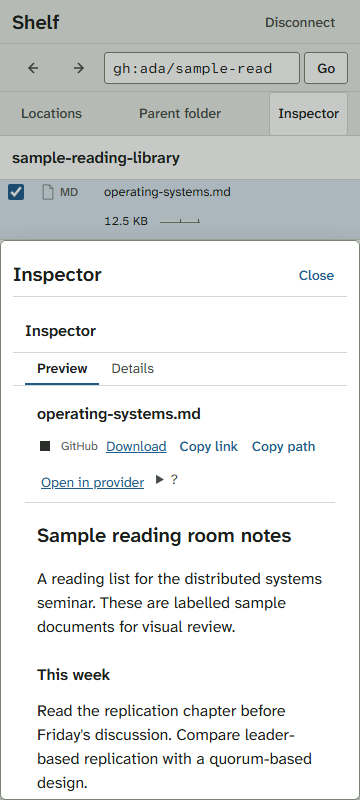 Shelf
Disconnect
gh:ada/sample-read
Go
Locations
Parent folder
Inspector
sample-reading-library
MD
operating-systems.md
12.5 KB
Inspector
Close
Inspector
Preview
Details
operating-systems.md
GitHub
Download
Copy link
Copy path
Open in provider
?
Sample reading room notes
A reading list for the distributed systems
seminar. These are labelled sample
documents for visual review.
This week
Read the replication chapter before
Friday's discussion. Compare leader-
based replication with a quorum-based
design.